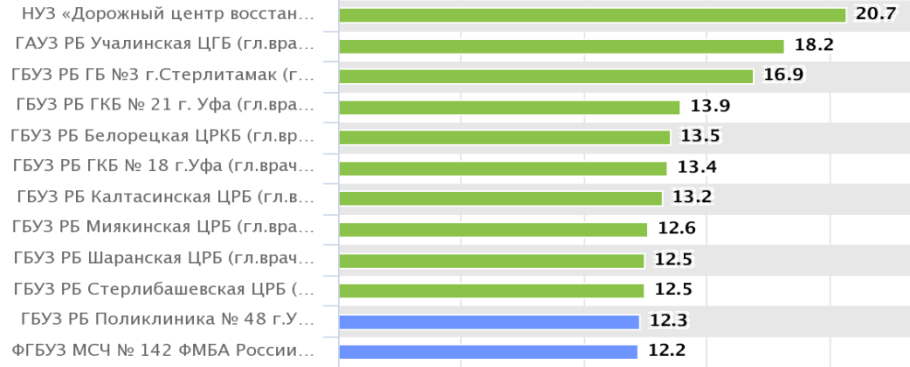 НУЗ «Дорожный центр восстан... 20.7
ГАУЗ РБ Учалинская ЦГБ (гл.вра... 18.2
ГБУЗ РБ ГБ №3 г.Стерлитамак (г... 16.9
ГБУЗ РБ ГКБ № 21 г. Уфа (гл.вра... 13.9
ГБУЗ РБ Белорецкая ЦРКБ (гл.вр... 13.5
ГБУЗ РБ ГКБ № 18 г.Уфа (гл.врач... 13.4
ГБУЗ РБ Калтасинская ЦРБ (гл.в... 13.2
ГБУЗ РБ Миякинская ЦРБ (гл.вра... 12.6
ГБУЗ РБ Шаранская ЦРБ (гл.врач... 12.5
ГБУЗ РБ Стерлибашевская ЦРБ (... 12.5
ГБУЗ РБ Поликлиника № 48 г.У... 12.3
ФГБУЗ МСЧ № 142 ФМБА России... 12.2